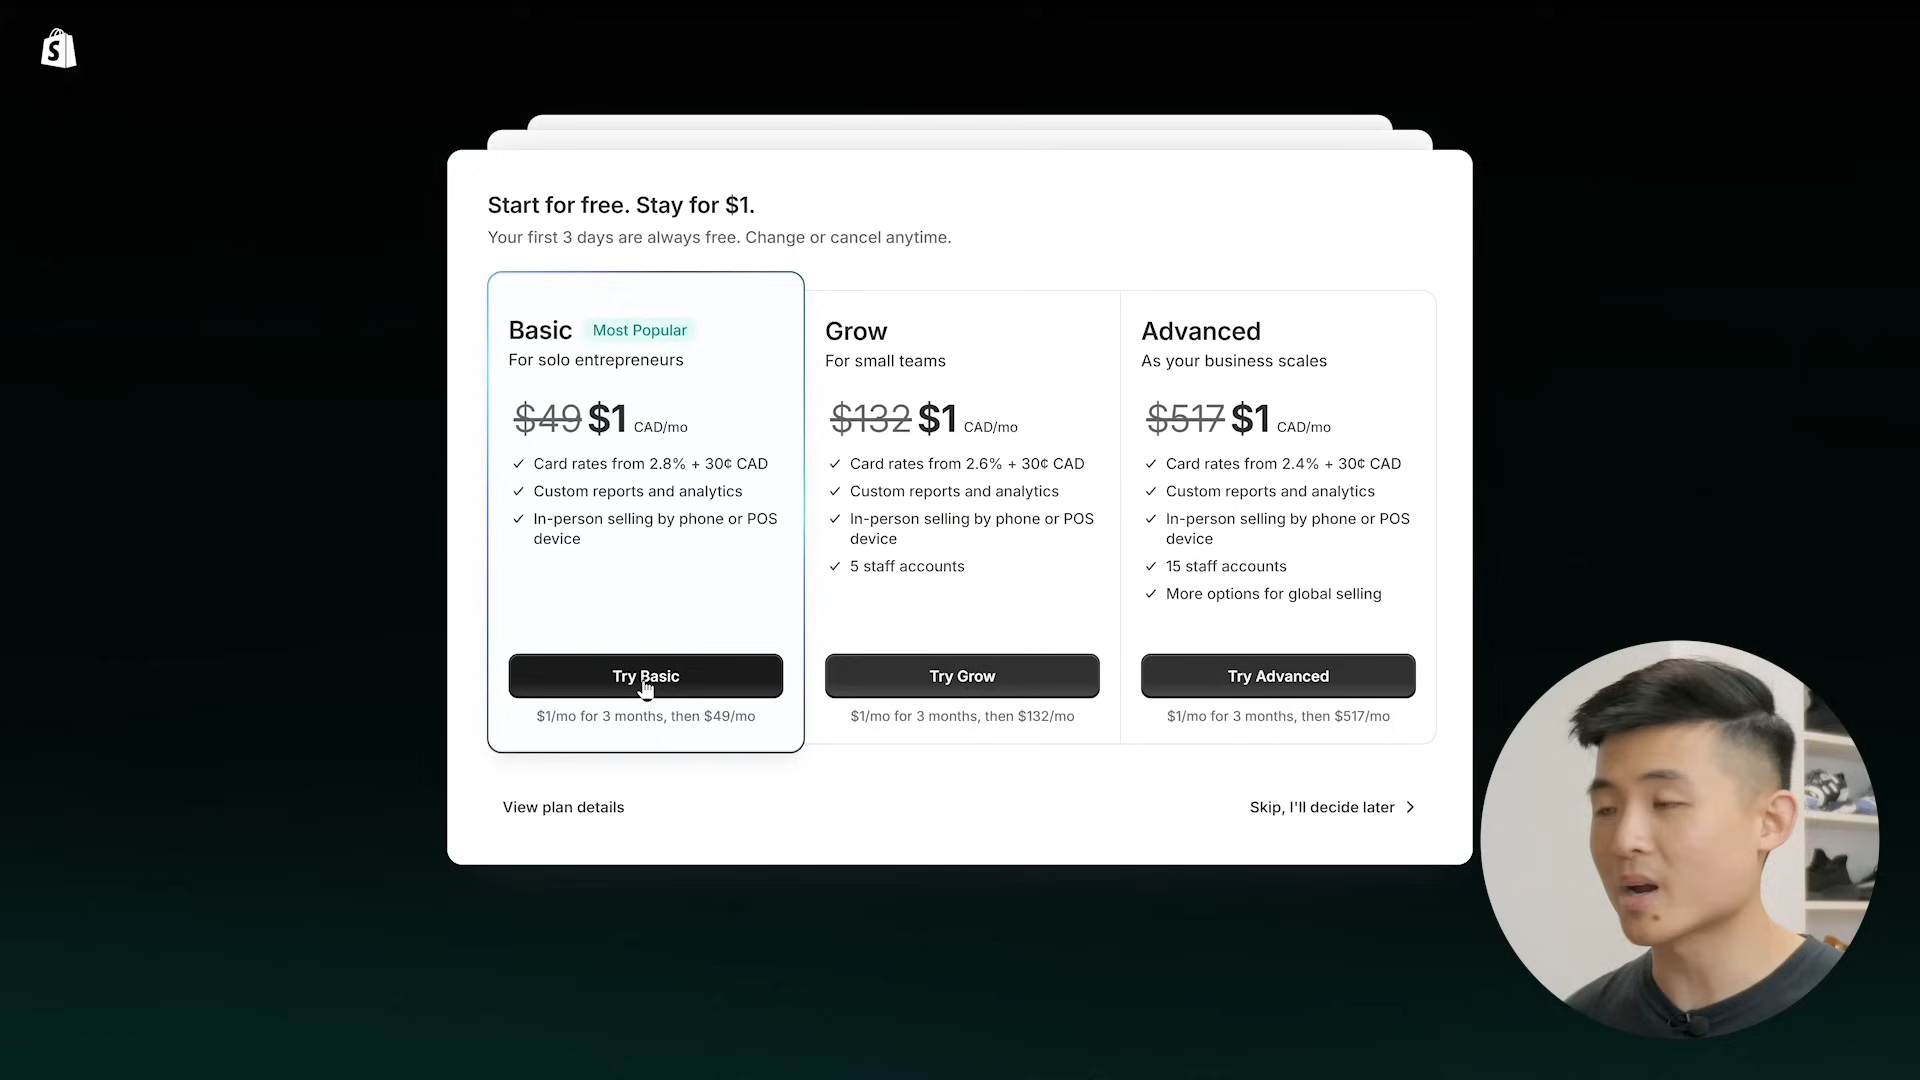 S
Start for free. Stay for $1.
Your first 3 days are always free. Change or cancel anytime.
Basic Most Popular
For solo entrepreneurs
$49 $1 CAD/mo
Card rates from 2.8% + 30¢ CAD
Custom reports and analytics
In-person selling by phone or POS
device
Try Basic
$1/mo for 3 months, then $49/mo
Grow
For small teams
$132 $1 CAD/mo
Card rates from 2.6% + 30¢ CAD
Custom reports and analytics
In-person selling by phone or POS
device
5 staff accounts
Try Grow
$1/mo for 3 months, then $132/mo
Advanced
As your business scales
$517 $1 CAD/mo
Card rates from 2.4% + 30¢ CAD
Custom reports and analytics
In-person selling by phone or POS
device
15 staff accounts
More options for global selling
Try Advanced
$1/mo for 3 months, then $517/mo
View plan details
Skip, I'll decide later